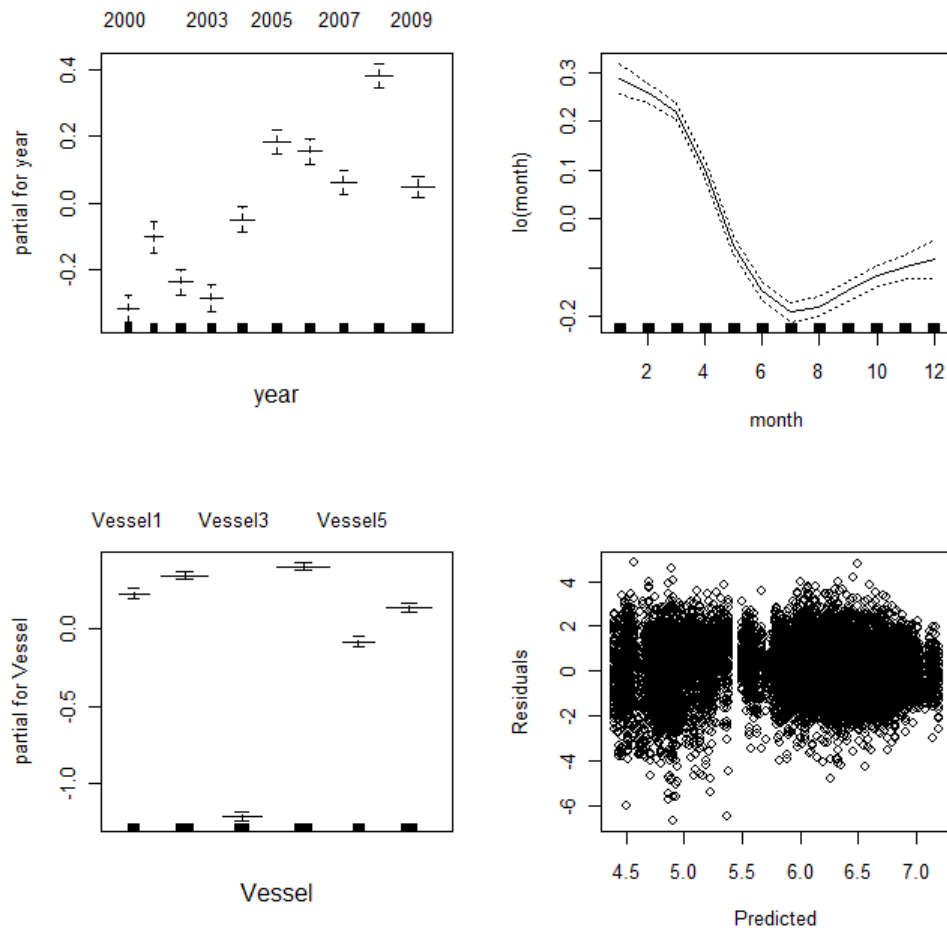 2000 2003 2005 2007 2009
partial for year
0.4
0.2
0.0
-0.2
year
lo(month)
0.3
0.2
0.1
0.0
-0.2
2 4 6 8 10 12
month
Vessel1 Vessel3 Vessel5
partial for Vessel
0.0
-0.5
-1.0
Vessel
Residuals
4
2
0
-2
-4
-6
4.5 5.0 5.5 6.0 6.5 7.0
Predicted